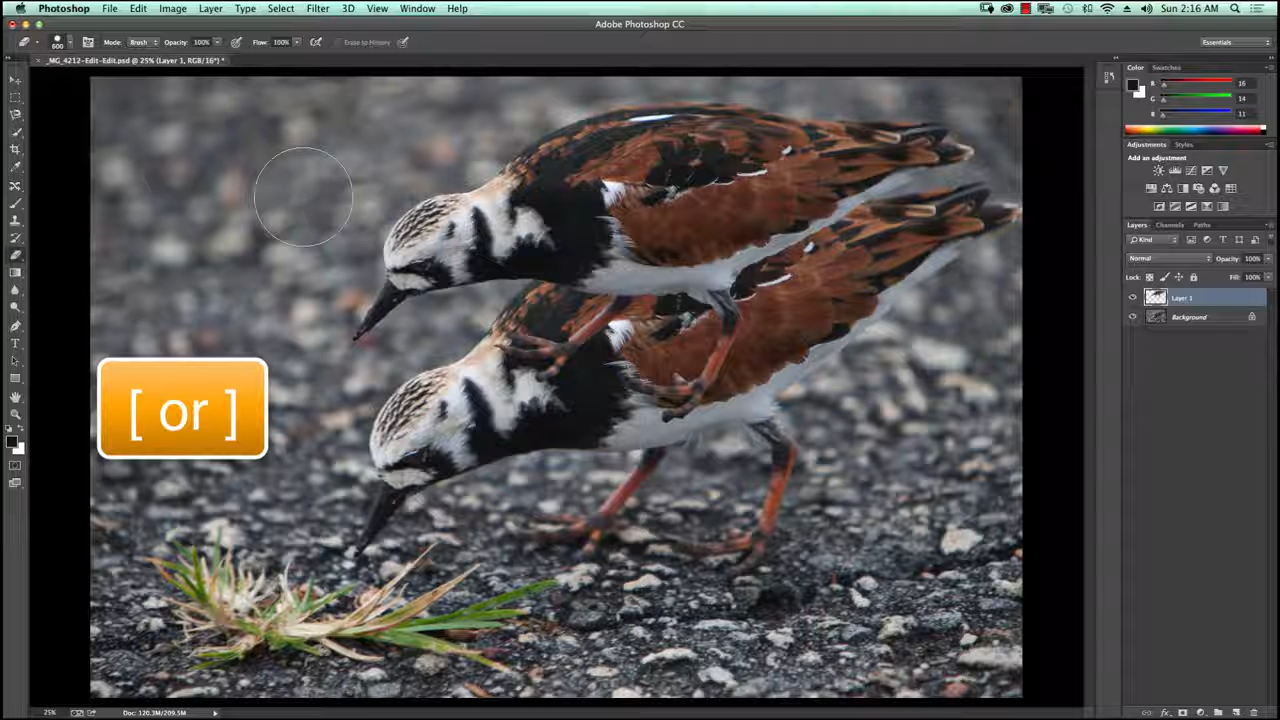 Photoshop File Edit Image Layer Type Select Filter 3D View Window Help
Sun 2:16 AM
Adobe Photoshop CC
600 Mode: Brush Opacity: 100% Flow: 100% Erase to History
Essentials
_MG_4212-Edit-Edit.psd @ 25% (Layer 1, RGB/16*) *
Color Swatches
R 16
G 14
B 11
Adjustments Styles
Add an adjustment
Layers Channels Paths
Kind
Normal Opacity: 100%
Lock: Fill: 100%
Layer 1
Background
[ or ]
25% Doc: 120.3M/209.5M